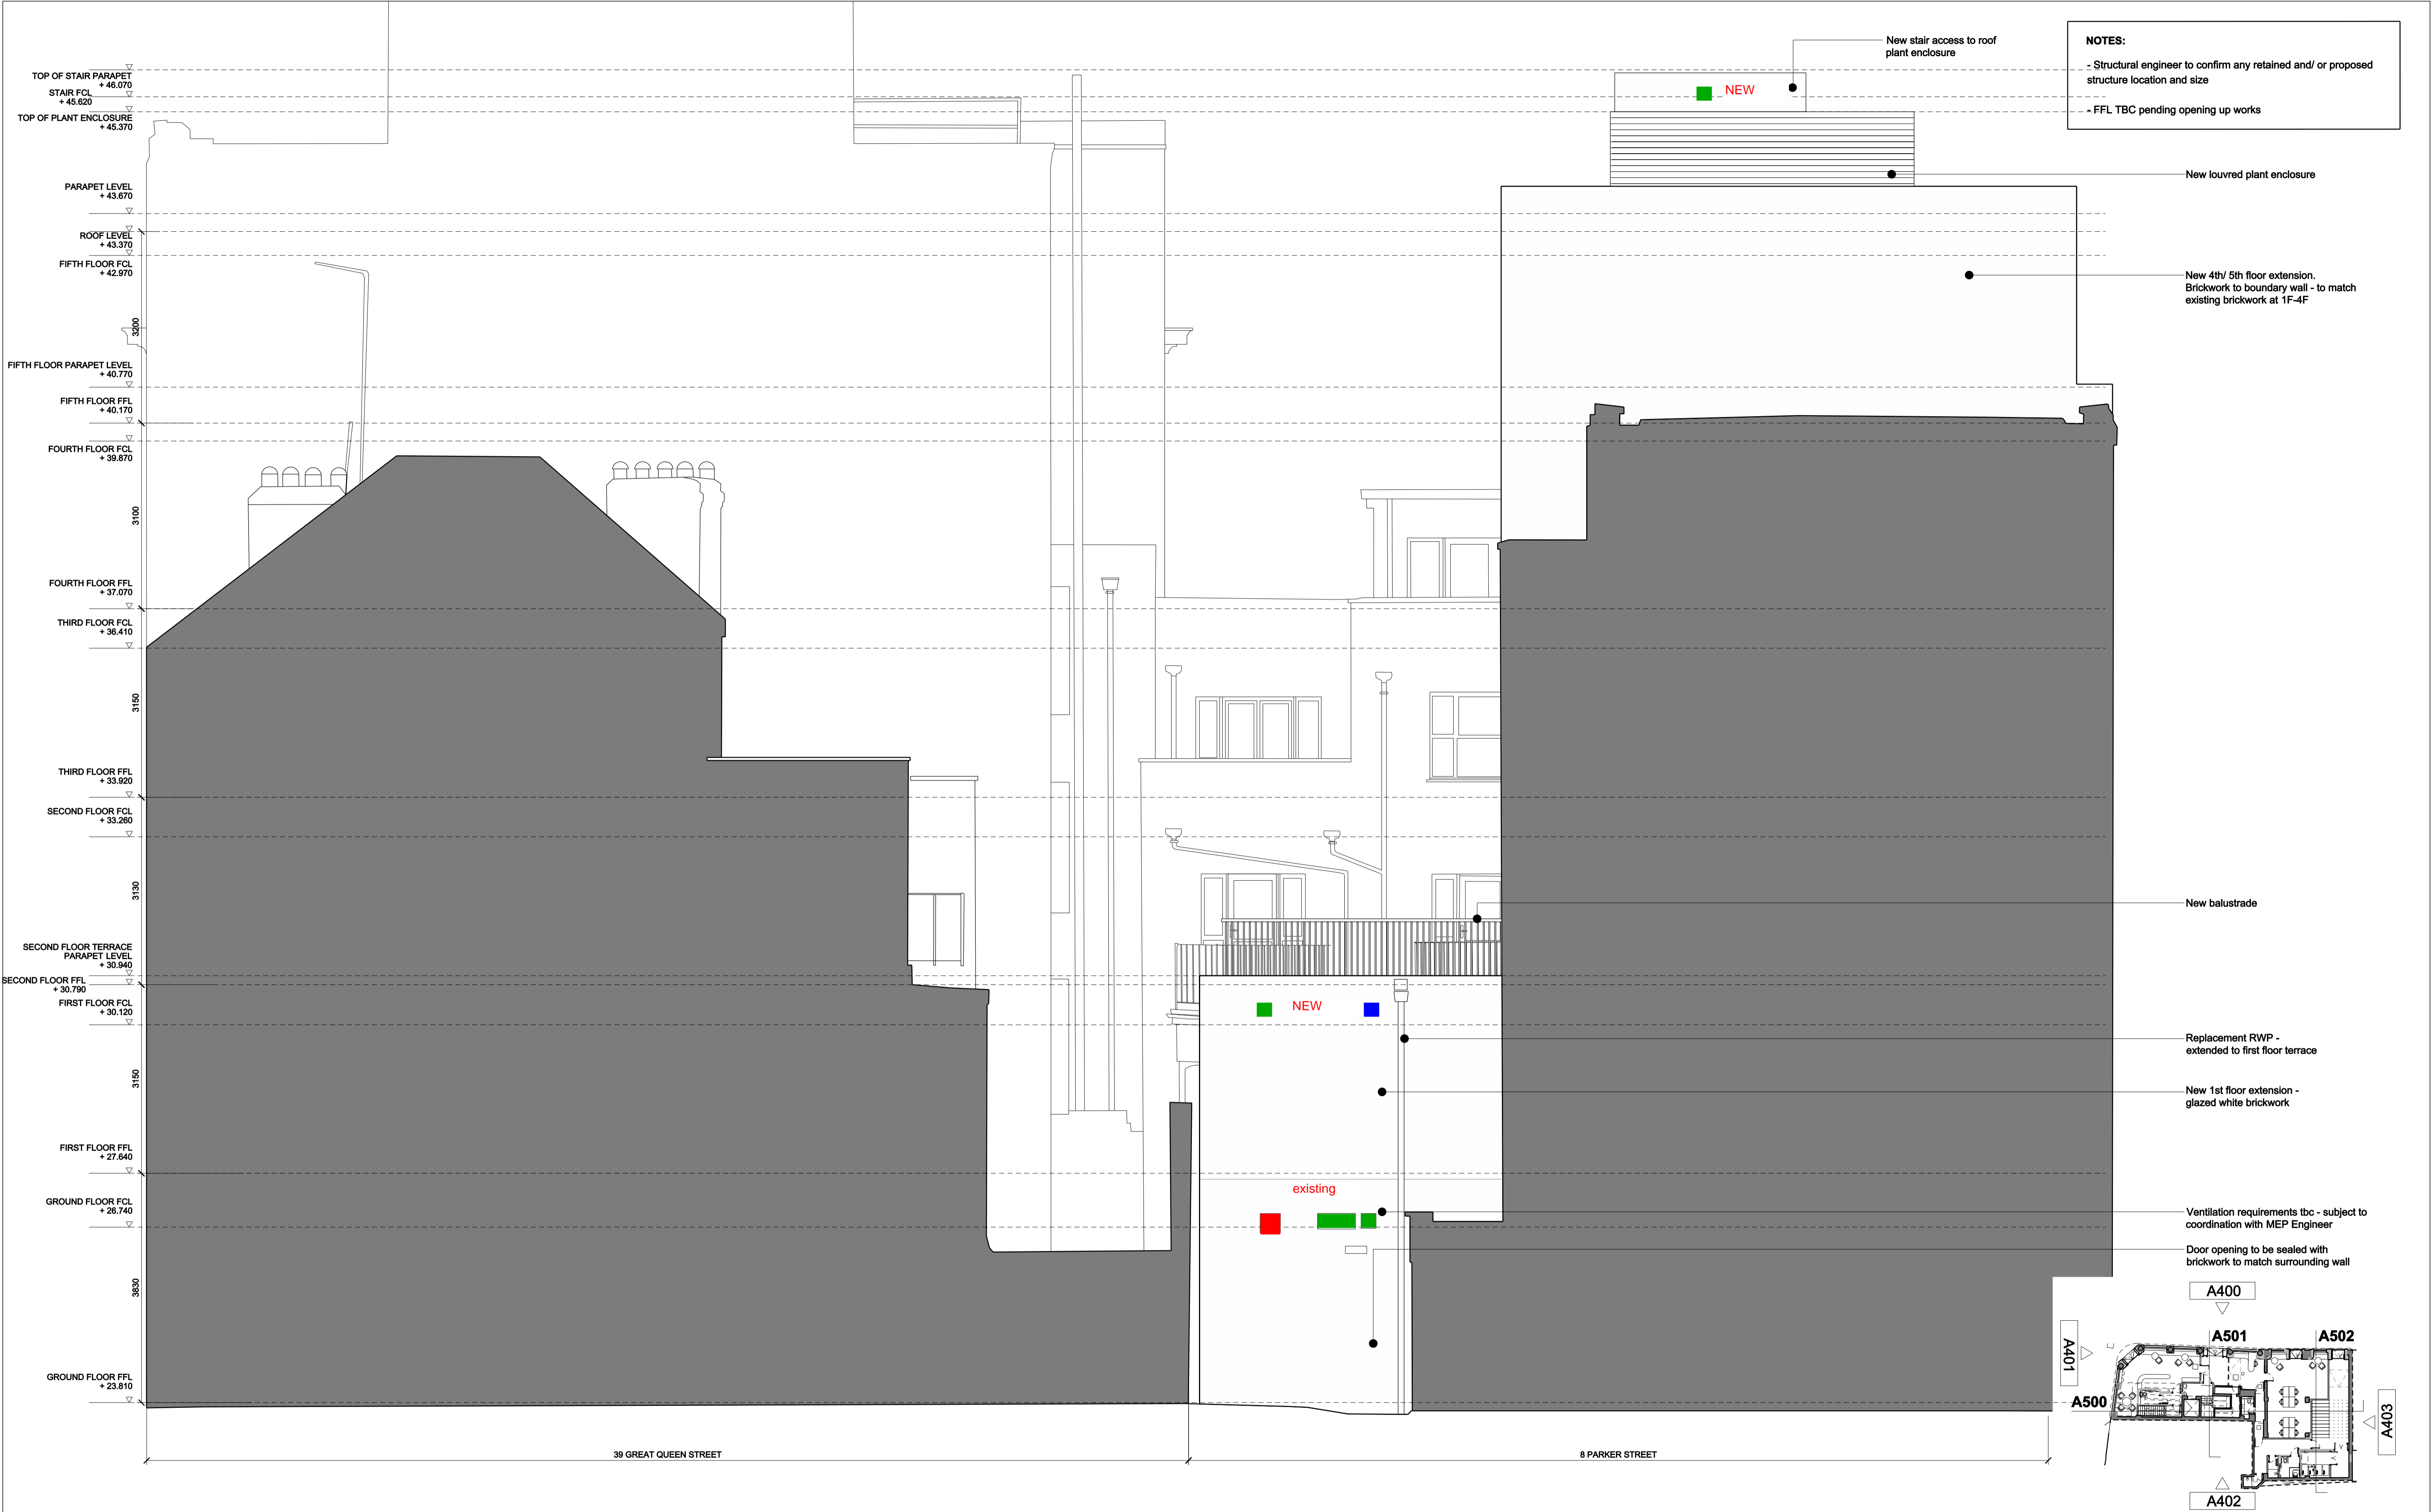 TOP OF STAIR PARAPET
+ 46.070
STAIR FCL
+ 45.620
TOP OF PLANT ENCLOSURE
+ 45.370
PARAPET LEVEL
+ 43.670
ROOF LEVEL
+ 43.370
FIFTH FLOOR FCL
+ 42.970
3200
FIFTH FLOOR PARAPET LEVEL
+ 40.770
FIFTH FLOOR FFL
+ 40.170
FOURTH FLOOR FCL
+ 39.870
3100
FOURTH FLOOR FFL
+ 37.070
THIRD FLOOR FCL
+ 36.410
3150
THIRD FLOOR FFL
+ 33.920
SECOND FLOOR FCL
+ 33.260
3130
SECOND FLOOR TERRACE
PARAPET LEVEL
+ 30.940
SECOND FLOOR FFL
+ 30.790
FIRST FLOOR FCL
+ 30.120
3150
FIRST FLOOR FFL
+ 27.640
GROUND FLOOR FCL
+ 26.740
3830
GROUND FLOOR FFL
+ 23.810
39 GREAT QUEEN STREET
8 PARKER STREET
NEW
NEW
existing
New stair access to roof
plant enclosure
NOTES:
- Structural engineer to confirm any retained and/ or proposed
structure location and size
- FFL TBC pending opening up works
New louvred plant enclosure
New 4th/ 5th floor extension.
Brickwork to boundary wall - to match
existing brickwork at 1F-4F
New balustrade
Replacement RWP -
extended to first floor terrace
New 1st floor extension -
glazed white brickwork
Ventilation requirements tbc - subject to
coordination with MEP Engineer
Door opening to be sealed with
brickwork to match surrounding wall
A400
A501
A502
A401
A500
A403
A402